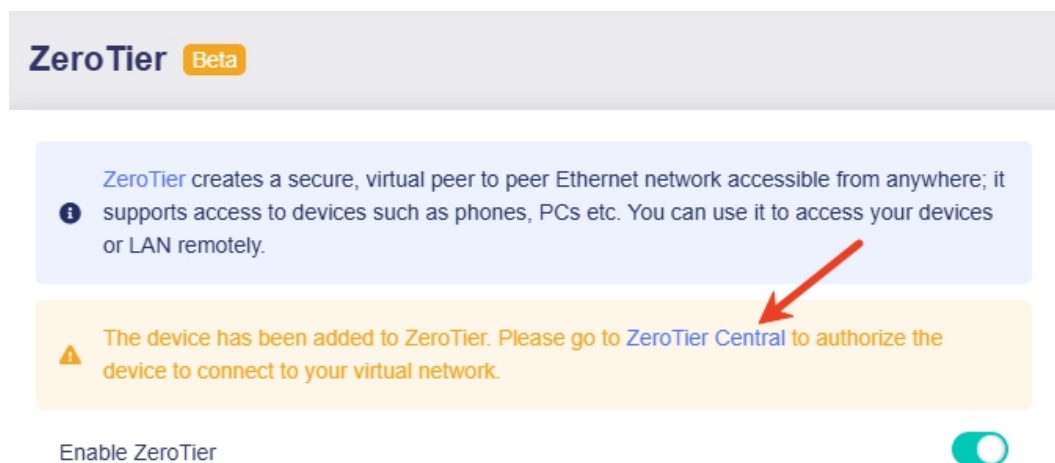 ZeroTier Beta
ZeroTier creates a secure, virtual peer to peer Ethernet network accessible from anywhere; it
supports access to devices such as phones, PCs etc. You can use it to access your devices
or LAN remotely.
The device has been added to ZeroTier. Please go to ZeroTier Central to authorize the
device to connect to your virtual network.
Enable ZeroTier